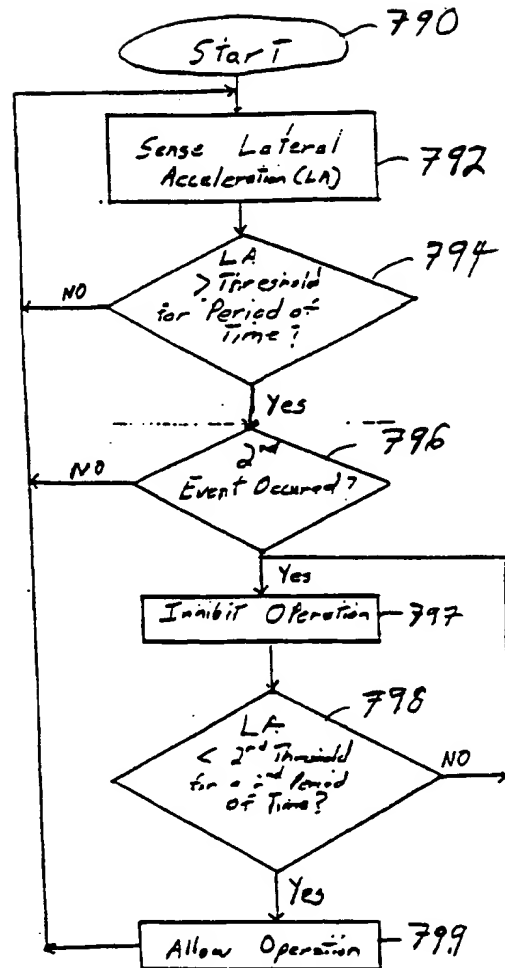 Start
790
Sense Lateral
Acceleration (LA)
792
LA
> Threshold
for Period of
Time?
794
NO
Yes
2nd
Event Occured?
796
NO
Yes
Inhibit Operation
797
LA
< 2nd Threshold
for a 2nd Period
of Time?
798
NO
Yes
Allow Operation
799